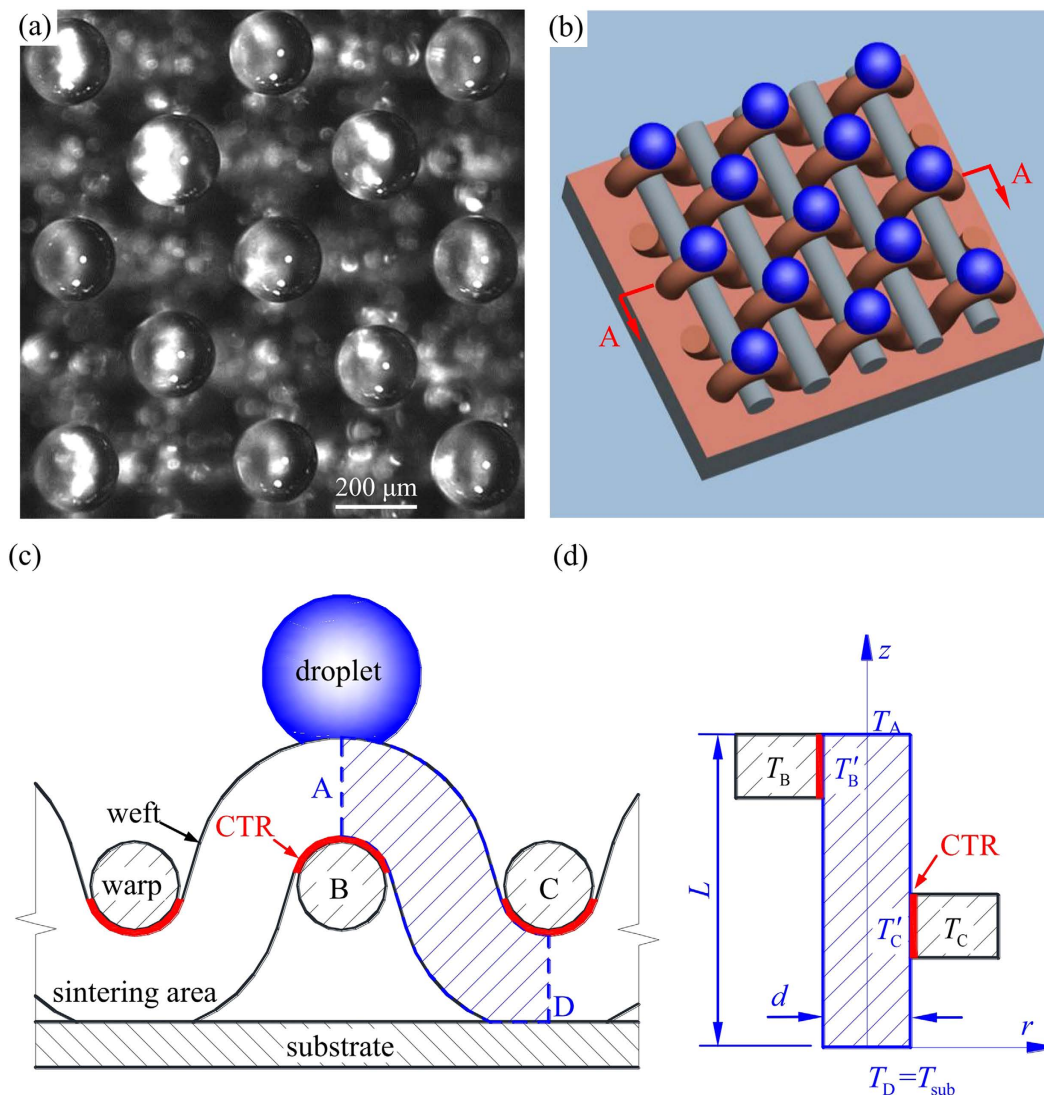 (a)
200 μm
(b)
A
A
(c)
droplet
A
weft
CTR
warp
B
C
sintering area
D
substrate
(d)
z
T_A
T_B
T′_B
CTR
L
T′_C
T_C
d
r
T_D = T_sub